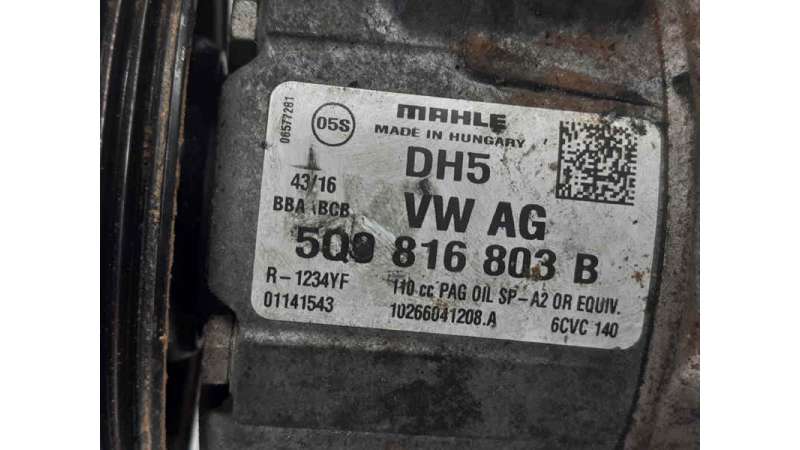 06577281
05S
MAHLE
MADE IN HUNGARY
DH5
43/16
VW AG
BBA BCB
5Q0 816 803 B
R-1234YF
110 cc PAG OIL SP-A2 OR EQUIV.
01141543
10266041208.A
6CVC 140